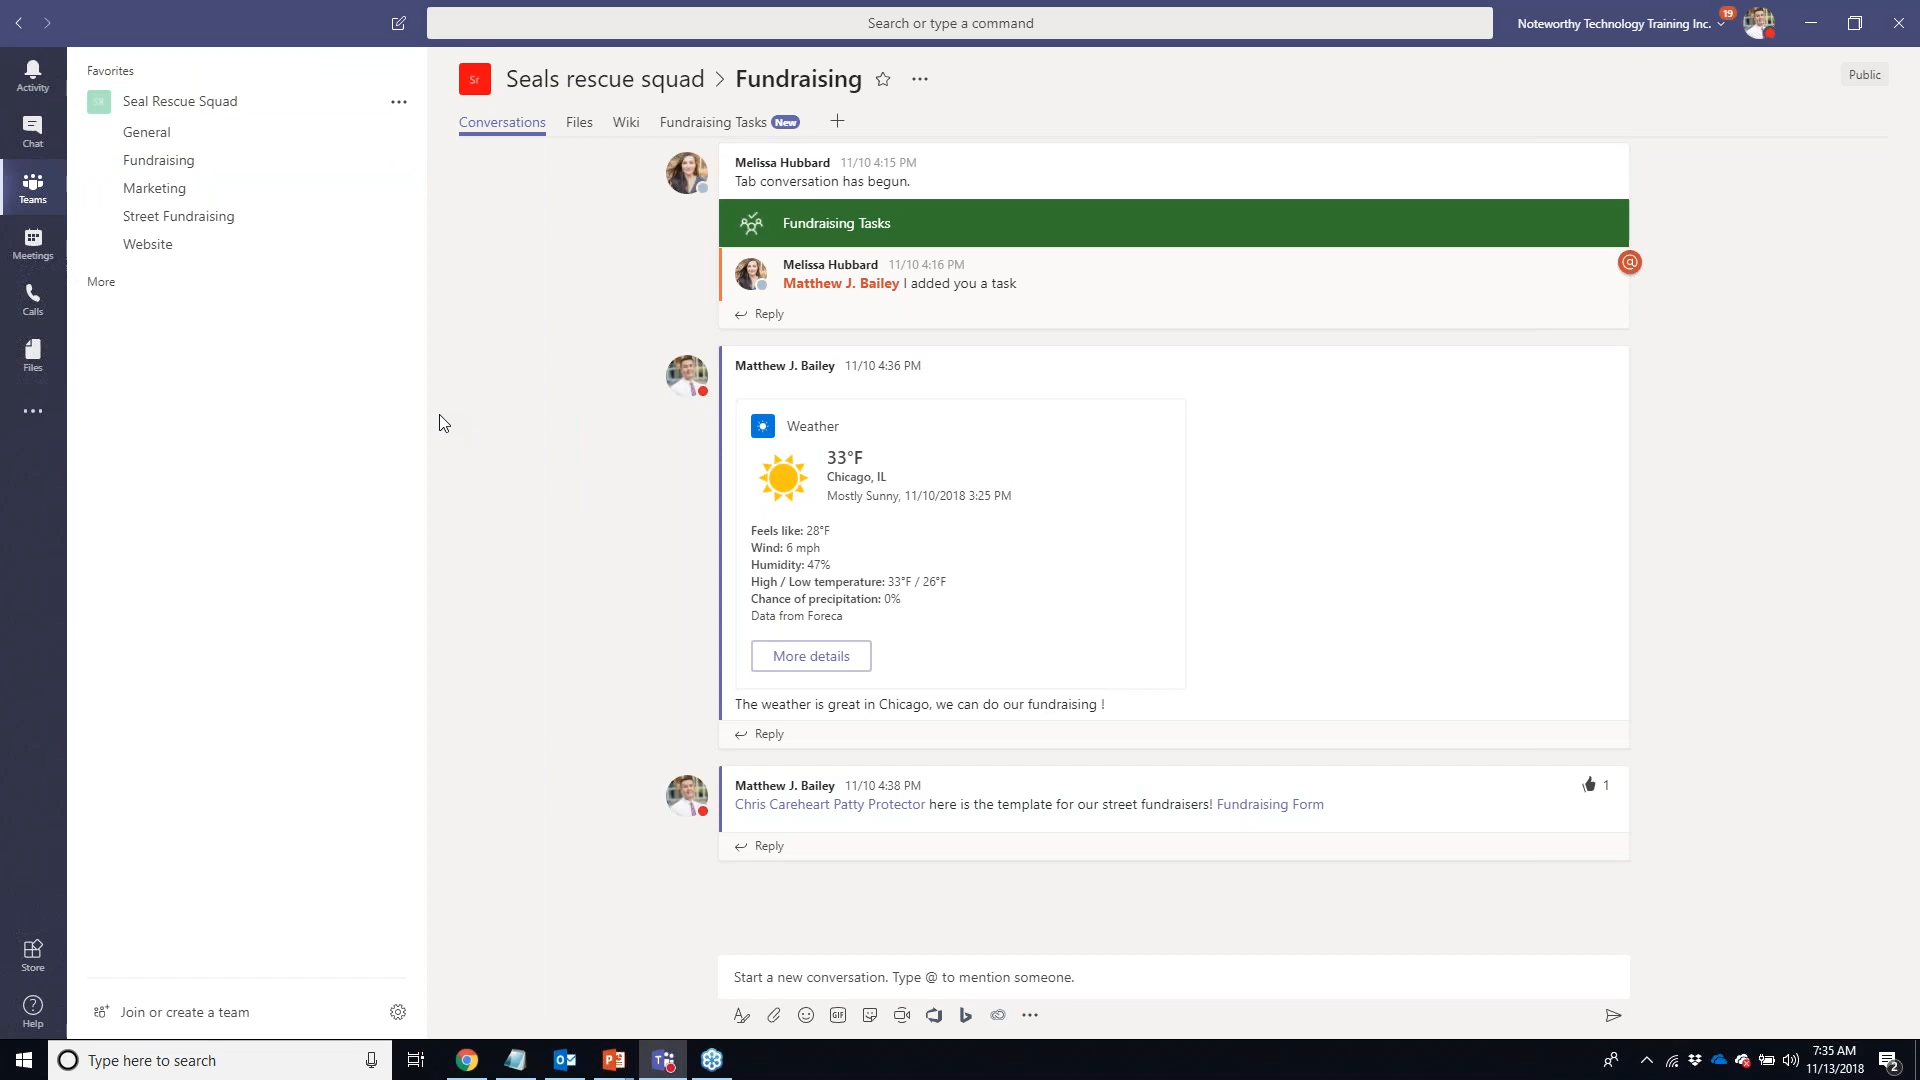 Search or type a command
Noteworthy Technology Training Inc.
19
Activity
Chat
Teams
Meetings
Calls
Files
Store
Help
Favorites
SR Seal Rescue Squad
General
Fundraising
Marketing
Street Fundraising
Website
More
Join or create a team
Sr Seals rescue squad > Fundraising
Public
Conversations Files Wiki Fundraising Tasks New
Melissa Hubbard 11/10 4:15 PM
Tab conversation has begun.
Fundraising Tasks
Melissa Hubbard 11/10 4:16 PM
Matthew J. Bailey I added you a task
Reply
Matthew J. Bailey 11/10 4:36 PM
Weather
33°F
Chicago, IL
Mostly Sunny, 11/10/2018 3:25 PM
Feels like: 28°F
Wind: 6 mph
Humidity: 47%
High / Low temperature: 33°F / 26°F
Chance of precipitation: 0%
Data from Foreca
More details
The weather is great in Chicago, we can do our fundraising !
Reply
Matthew J. Bailey 11/10 4:38 PM
1
Chris Careheart Patty Protector here is the template for our street fundraisers! Fundraising Form
Reply
Start a new conversation. Type @ to mention someone.
GIF
Type here to search
7:35 AM
11/13/2018
2